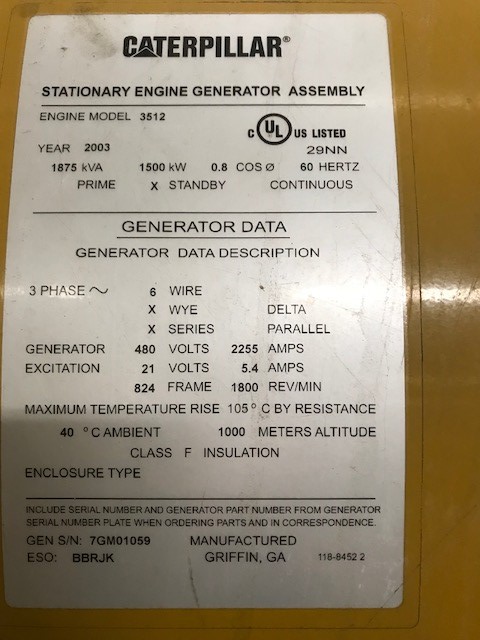 CATERPILLAR®
STATIONARY ENGINE GENERATOR ASSEMBLY
ENGINE MODEL 3512
C UL US LISTED
YEAR 2003 29NN
1875 kVA 1500 kW 0.8 COS Ø 60 HERTZ
PRIME X STANDBY CONTINUOUS
GENERATOR DATA
GENERATOR DATA DESCRIPTION
3 PHASE ～ 6 WIRE
X WYE DELTA
X SERIES PARALLEL
GENERATOR 480 VOLTS 2255 AMPS
EXCITATION 21 VOLTS 5.4 AMPS
824 FRAME 1800 REV/MIN
MAXIMUM TEMPERATURE RISE 105° C BY RESISTANCE
40 °C AMBIENT 1000 METERS ALTITUDE
CLASS F INSULATION
ENCLOSURE TYPE
INCLUDE SERIAL NUMBER AND GENERATOR PART NUMBER FROM GENERATOR
SERIAL NUMBER PLATE WHEN ORDERING PARTS AND IN CORRESPONDENCE.
GEN S/N: 7GM01059 MANUFACTURED
ESO: BBRJK GRIFFIN, GA 118-8452 2